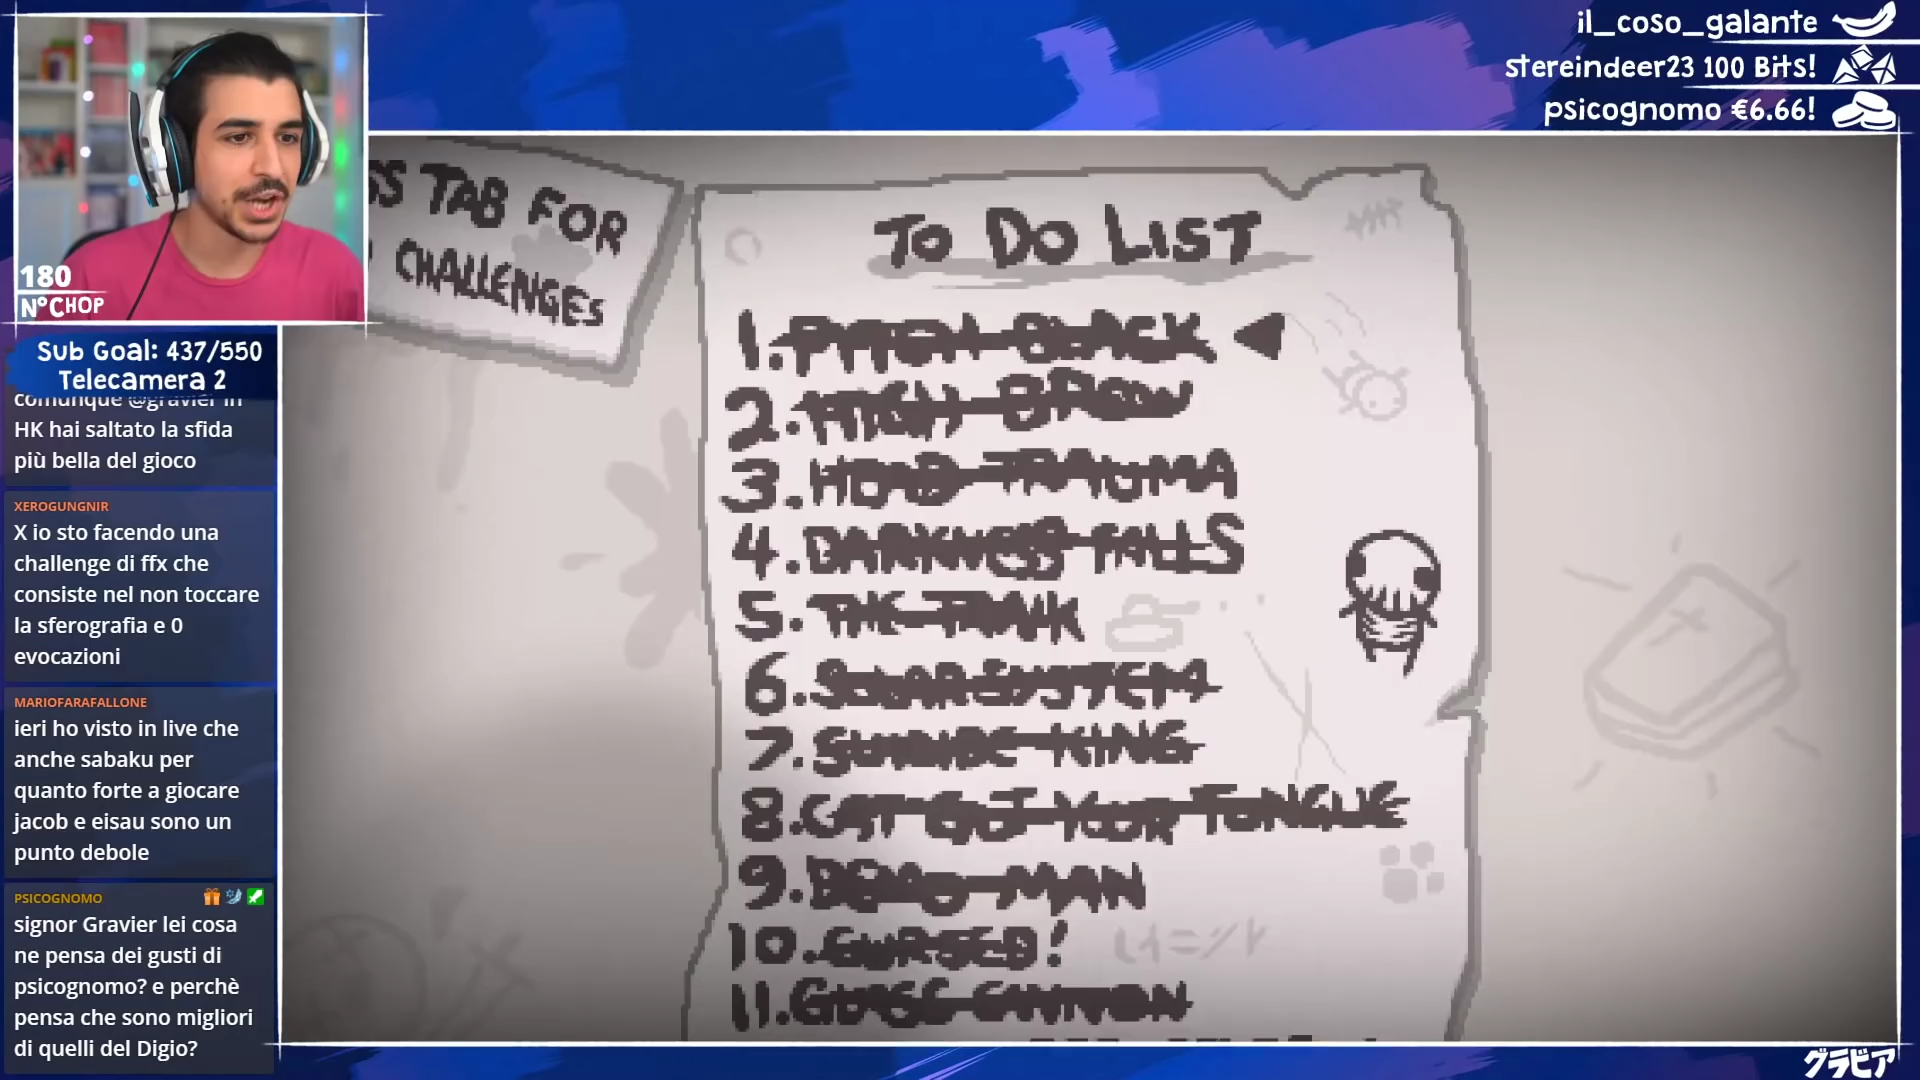 il_coso_galante
stereindeer23 100 Bits!
psicognomo €6.66!
180
N°CHOP
Sub Goal: 437/550
Telecamera 2
comunque @gravier in
HK hai saltato la sfida
più bella del gioco
XEROGUNGNIR
X io sto facendo una
challenge di ffx che
consiste nel non toccare
la sferografia e 0
evocazioni
MARIOFARAFALLONE
ieri ho visto in live che
anche sabaku per
quanto forte a giocare
jacob e eisau sono un
punto debole
PSICOGNOMO
signor Gravier lei cosa
ne pensa dei gusti di
psicognomo? e perchè
pensa che sono migliori
di quelli del Digio?
SS TAB FOR
CHALLENGES
TO DO LIST
1. PITCH BLACK
2. HIGH BROW
3. HEAD TRAUMA
4. DARKNESS FALLS
5. THE TANK
6. SOLAR SYSTEM
7. SUICIDE KING
8. CAT GOT YOUR TONGUE
9. DEMO MAN
10. CURSED!
11. GLASS CANNON
グラビア